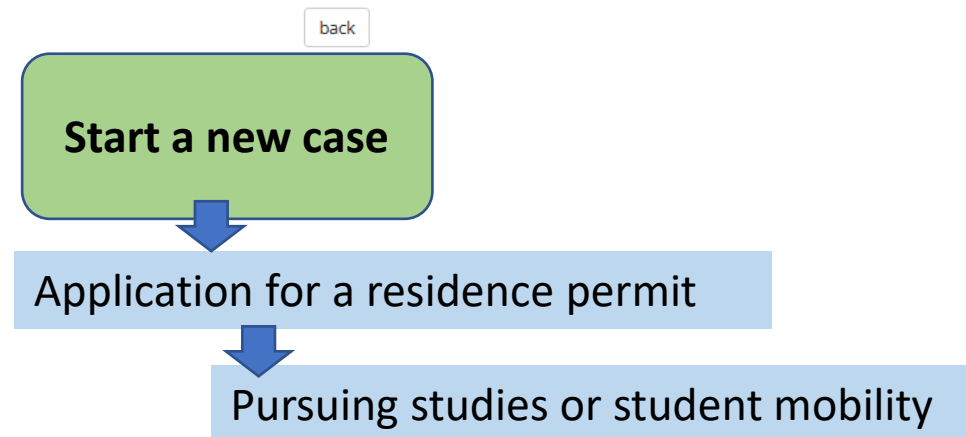 back
Start a new case
Application for a residence permit
Pursuing studies or student mobility